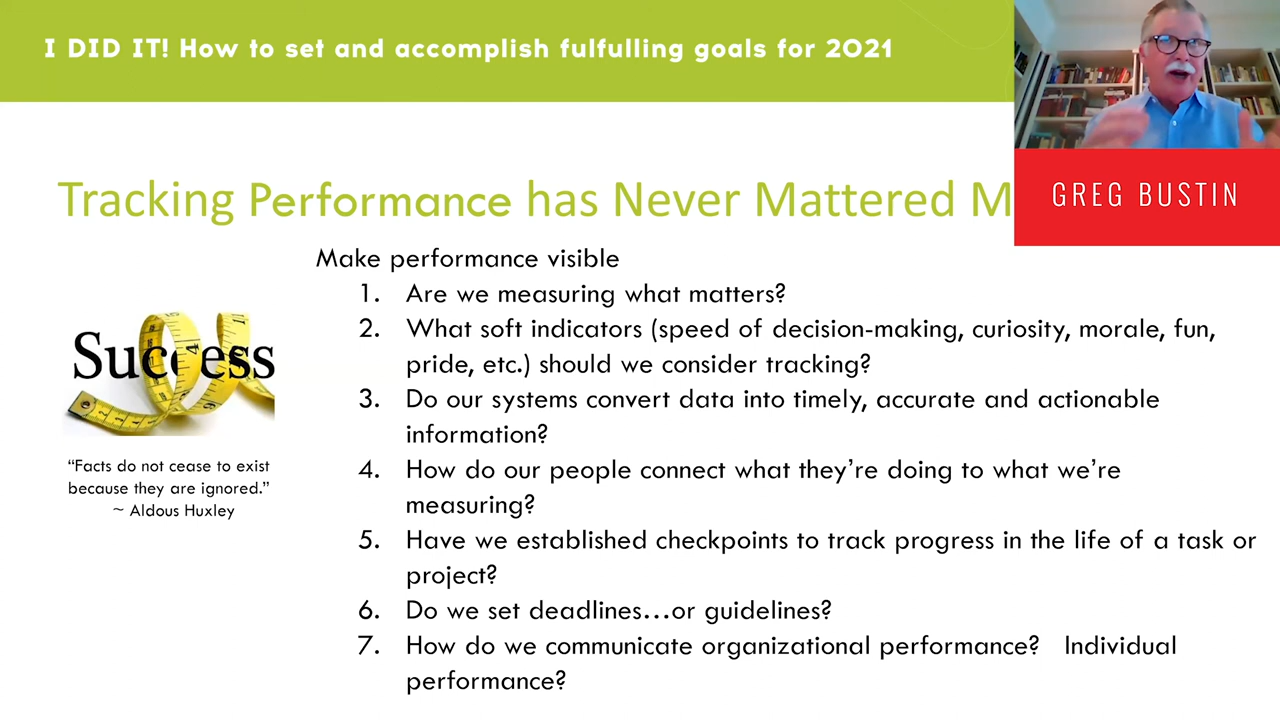 I DID IT! How to set and accomplish fulfulling goals for 2021
GREG BUSTIN
Tracking Performance has Never Mattered M
Make performance visible
1. Are we measuring what matters?
2. What soft indicators (speed of decision-making, curiosity, morale, fun,
pride, etc.) should we consider tracking?
3. Do our systems convert data into timely, accurate and actionable
information?
4. How do our people connect what they’re doing to what we’re
measuring?
5. Have we established checkpoints to track progress in the life of a task or
project?
6. Do we set deadlines…or guidelines?
7. How do we communicate organizational performance? Individual
performance?
Success
“Facts do not cease to exist
because they are ignored.”
~ Aldous Huxley